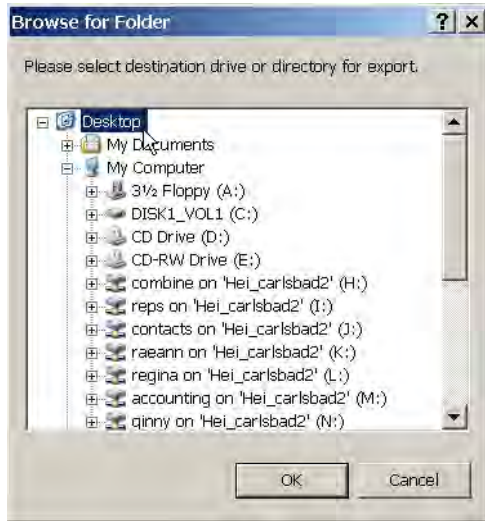 Browse for Folder
Please select destination drive or directory for export.
Desktop
My Documents
My Computer
3½ Floppy (A:)
DISK1_VOL1 (C:)
CD Drive (D:)
CD-RW Drive (E:)
combine on 'Hei_carlsbad2' (H:)
reps on 'Hei_carlsbad2' (I:)
contacts on 'Hei_carlsbad2' (J:)
raeann on 'Hei_carlsbad2' (K:)
regina on 'Hei_carlsbad2' (L:)
accounting on 'Hei_carlsbad2' (M:)
ginny on 'Hei_carlsbad2' (N:)
OK Cancel